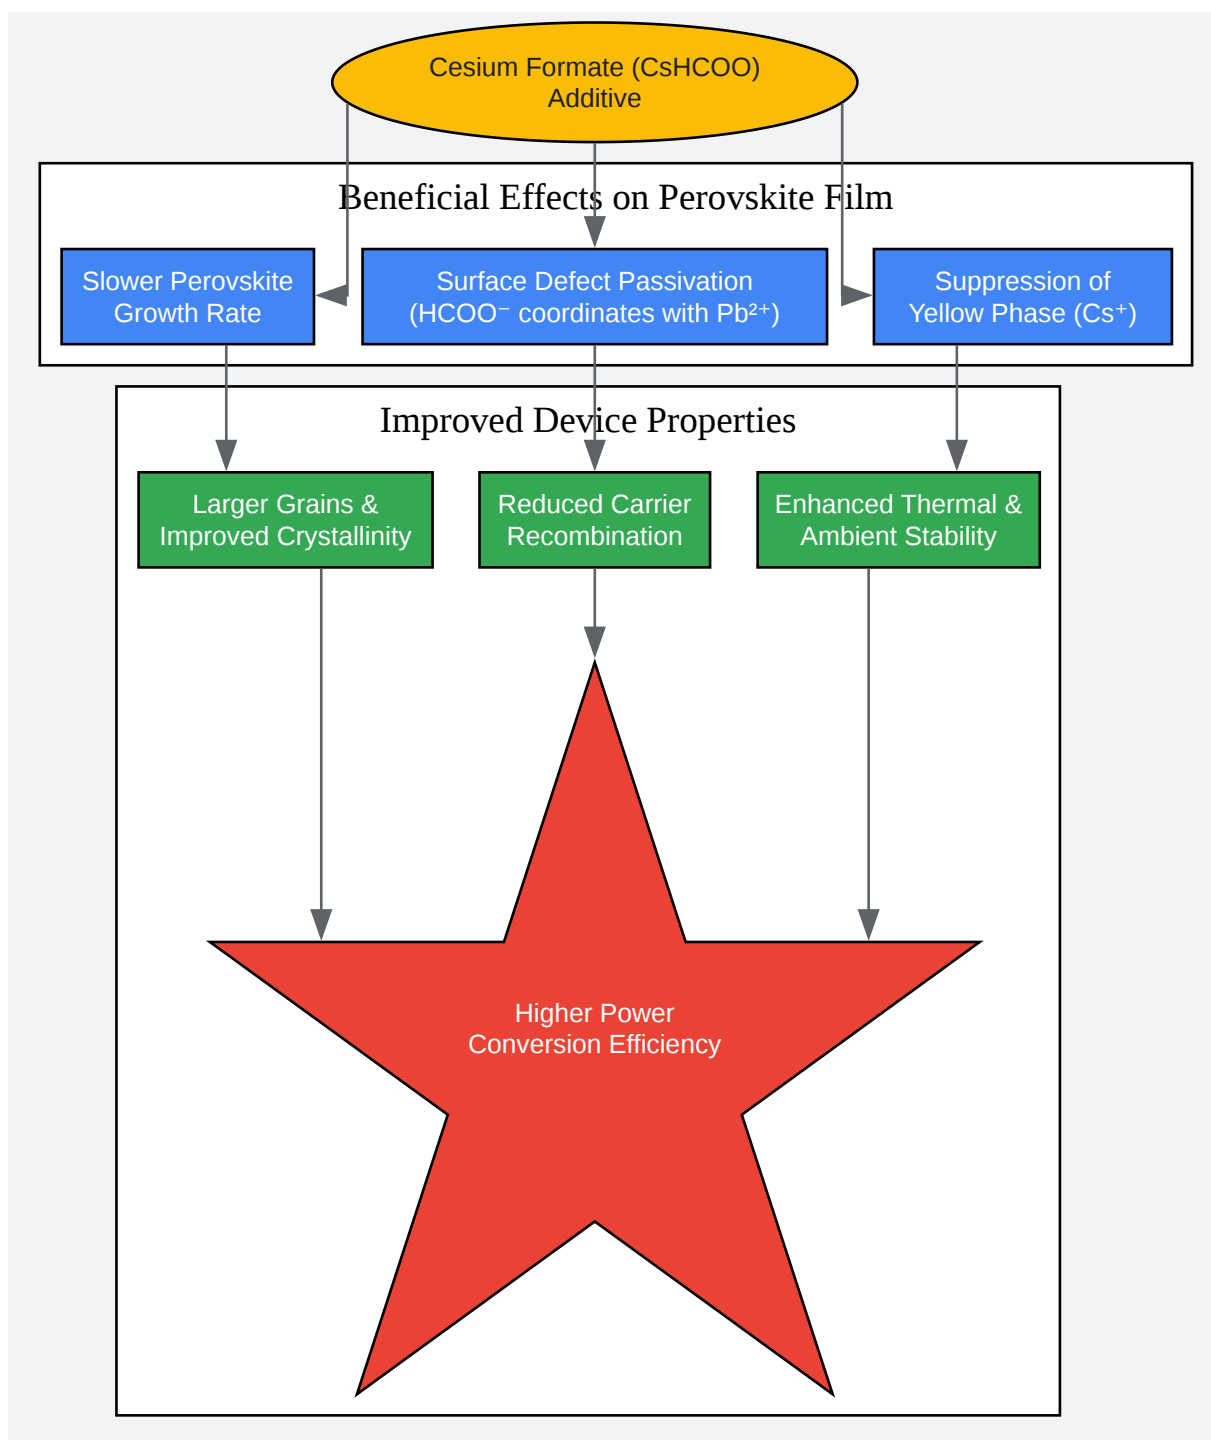 Cesium Formate (CsHCOO)
Additive
Beneficial Effects on Perovskite Film
Slower Perovskite
Growth Rate
Surface Defect Passivation
(HCOO⁻ coordinates with Pb²⁺)
Suppression of
Yellow Phase (Cs⁺)
Improved Device Properties
Larger Grains &
Improved Crystallinity
Reduced Carrier
Recombination
Enhanced Thermal &
Ambient Stability
Higher Power
Conversion Efficiency